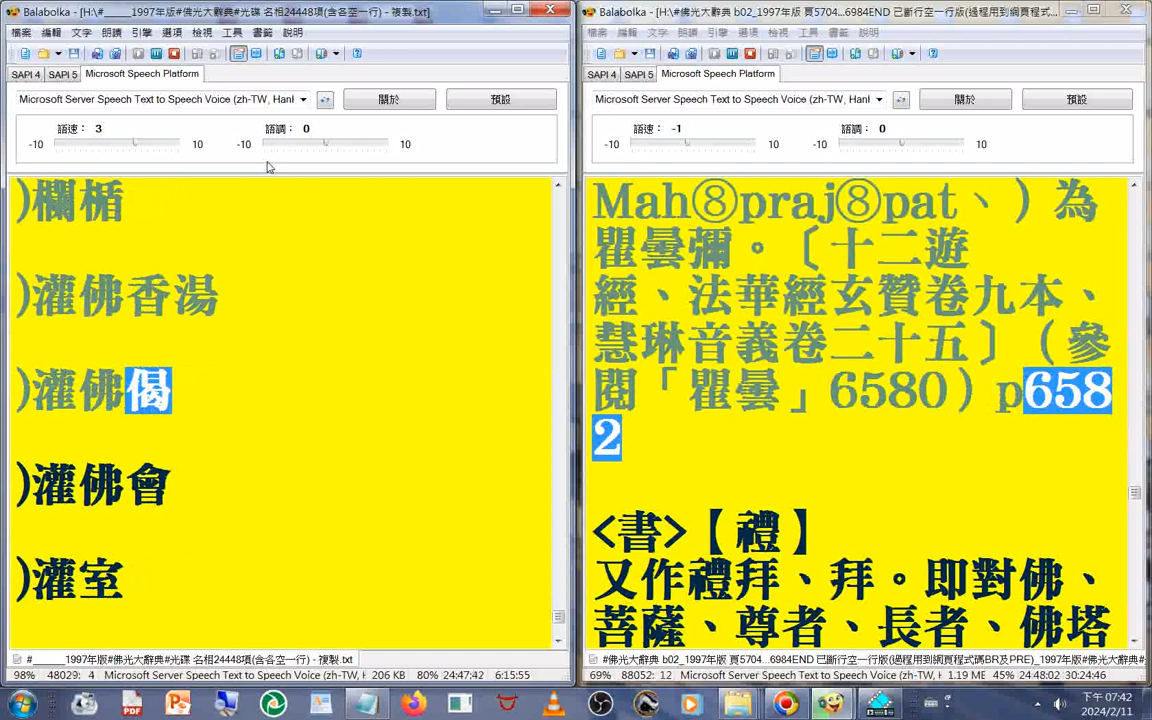 Balabolka - [H:\#_____1997年版#佛光大辭典#光碟 名相24448項(含各空一行) - 複製.txt]
檔案 編輯 文字 朗讀 引擎 選項 檢視 工具 書籤 說明
SAPI 4 SAPI 5 Microsoft Speech Platform
Microsoft Server Speech Text to Speech Voice (zh-TW, HanI
關於
預設
語速： 3
語調： 0
-10 10 -10 10
)欄楯
)灌佛香湯
)灌佛偈
)灌佛會
)灌室
#_____1997年版#佛光大辭典#光碟 名相24448項(含各空一行) - 複製.txt
98% 48029: 4 Microsoft Server Speech Text to Speech Voice (zh-TW, H 206 KB 24:47:42 6:15:55
Balabolka - [H:\#佛光大辭典 b02_1997年版 頁5704...6984END 已斷行空一行版(過程用到網頁程式...
檔案 編輯 文字 朗讀 引擎 選項 檢視 工具 書籤 說明
SAPI 4 SAPI 5 Microsoft Speech Platform
Microsoft Server Speech Text to Speech Voice (zh-TW, HanI
關於
預設
語速： -1
語調： 0
-10 10 -10 10
Mah⑧praj⑧pat丶）為
瞿曇彌。〔十二遊
經、法華經玄贊卷九本、
慧琳音義卷二十五〕（參
閱「瞿曇」6580）p658
2
<書>【禮】
又作禮拜、拜。即對佛、
菩薩、尊者、長者、佛塔
#佛光大辭典 b02_1997年版 頁5704...6984END 已斷行空一行版(過程用到網頁程式碼BR及PRE)_1997年版#
69% 88052: 12 Microsoft Server Speech Text to Speech Voice (zh-TW, H 1.19 MB 45% 24:48:02 30:24:46
80%
下午 07:42
2024/2/11